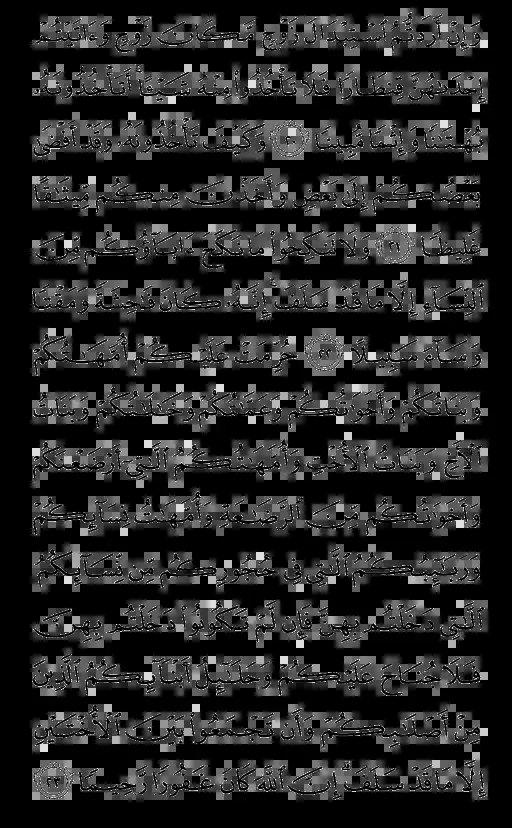 وَإِنْ أَرَدتُّمُ ٱسْتِبْدَالَ زَوْجٍ مَّكَانَ زَوْجٍ وَءَاتَيْتُمْ
إِحْدَىٰهُنَّ قِنطَارًا فَلَا تَأْخُذُوا۟ مِنْهُ شَيْـًٔا أَتَأْخُذُونَهُۥ
بُهْتَـٰنًا وَإِثْمًا مُّبِينًا ٢٠ وَكَيْفَ تَأْخُذُونَهُۥ وَقَدْ أَفْضَىٰ
بَعْضُكُمْ إِلَىٰ بَعْضٍ وَأَخَذْنَ مِنكُم مِّيثَـٰقًا
غَلِيظًا ٢١ وَلَا تَنكِحُوا۟ مَا نَكَحَ ءَابَآؤُكُم مِّنَ
ٱلنِّسَآءِ إِلَّا مَا قَدْ سَلَفَ إِنَّهُۥ كَانَ فَـٰحِشَةً وَمَقْتًا
وَسَآءَ سَبِيلًا ٢٢ حُرِّمَتْ عَلَيْكُمْ أُمَّهَـٰتُكُمْ
وَبَنَاتُكُمْ وَأَخَوَٰتُكُمْ وَعَمَّـٰتُكُمْ وَخَـٰلَـٰتُكُمْ وَبَنَاتُ
ٱلْأَخِ وَبَنَاتُ ٱلْأُخْتِ وَأُمَّهَـٰتُكُمُ ٱلَّـٰتِىٓ أَرْضَعْنَكُمْ
وَأَخَوَٰتُكُم مِّنَ ٱلرَّضَـٰعَةِ وَأُمَّهَـٰتُ نِسَآئِكُمْ
وَرَبَـٰٓئِبُكُمُ ٱلَّـٰتِى فِى حُجُورِكُم مِّن نِّسَآئِكُمُ
ٱلَّـٰتِى دَخَلْتُم بِهِنَّ فَإِن لَّمْ تَكُونُوا۟ دَخَلْتُم بِهِنَّ
فَلَا جُنَاحَ عَلَيْكُمْ وَحَلَـٰٓئِلُ أَبْنَآئِكُمُ ٱلَّذِينَ
مِنْ أَصْلَـٰبِكُمْ وَأَن تَجْمَعُوا۟ بَيْنَ ٱلْأُخْتَيْنِ
إِلَّا مَا قَدْ سَلَفَ إِنَّ ٱللَّهَ كَانَ غَفُورًا رَّحِيمًا ٢٣